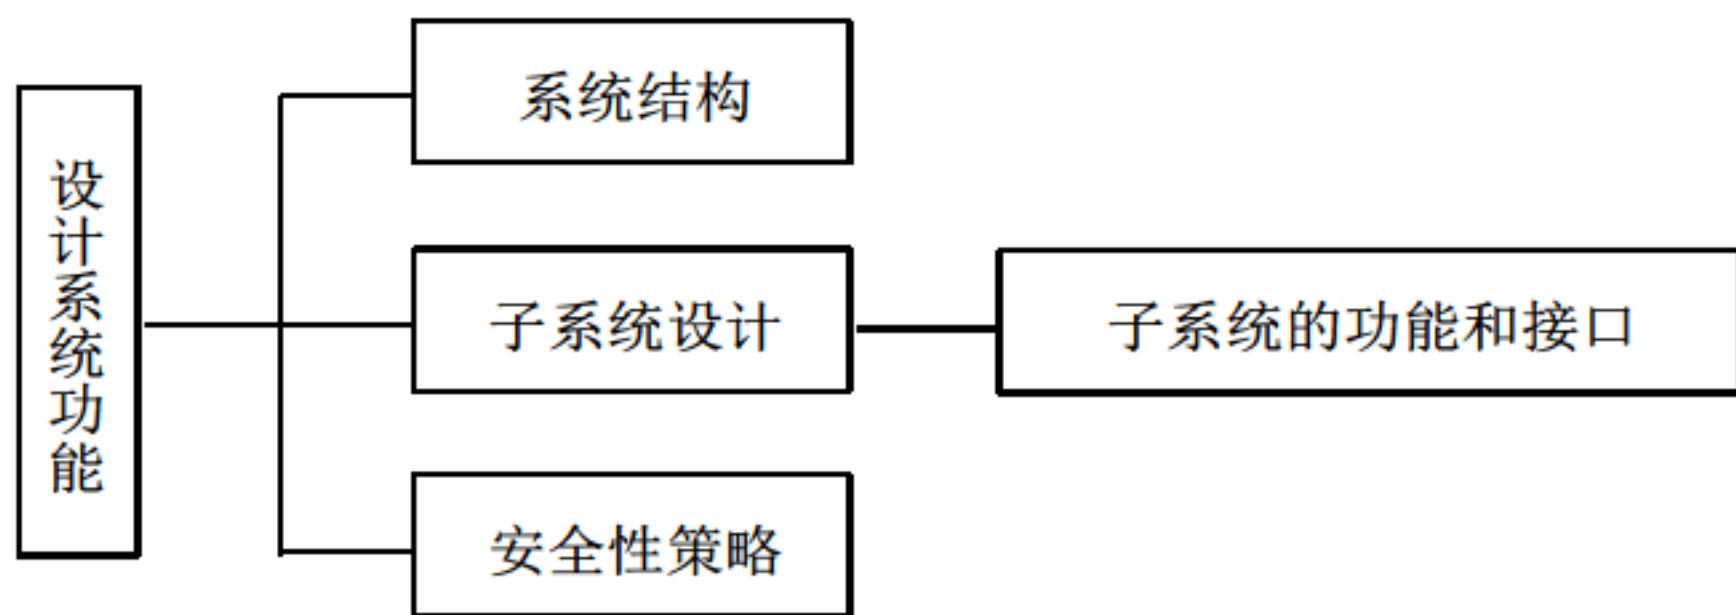 设计系统功能
系统结构
子系统设计
子系统的功能和接口
安全性策略